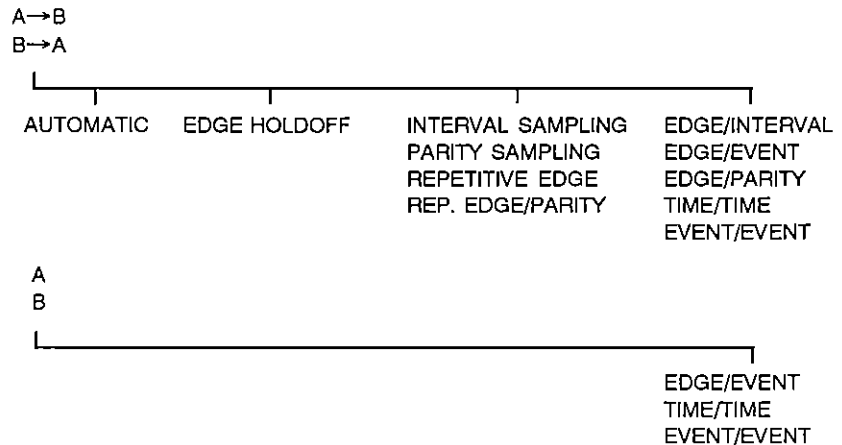 A→B
B→A
AUTOMATIC EDGE HOLDOFF INTERVAL SAMPLING EDGE/INTERVAL
PARITY SAMPLING EDGE/EVENT
REPETITIVE EDGE EDGE/PARITY
REP. EDGE/PARITY TIME/TIME
EVENT/EVENT
A
B
EDGE/EVENT
TIME/TIME
EVENT/EVENT